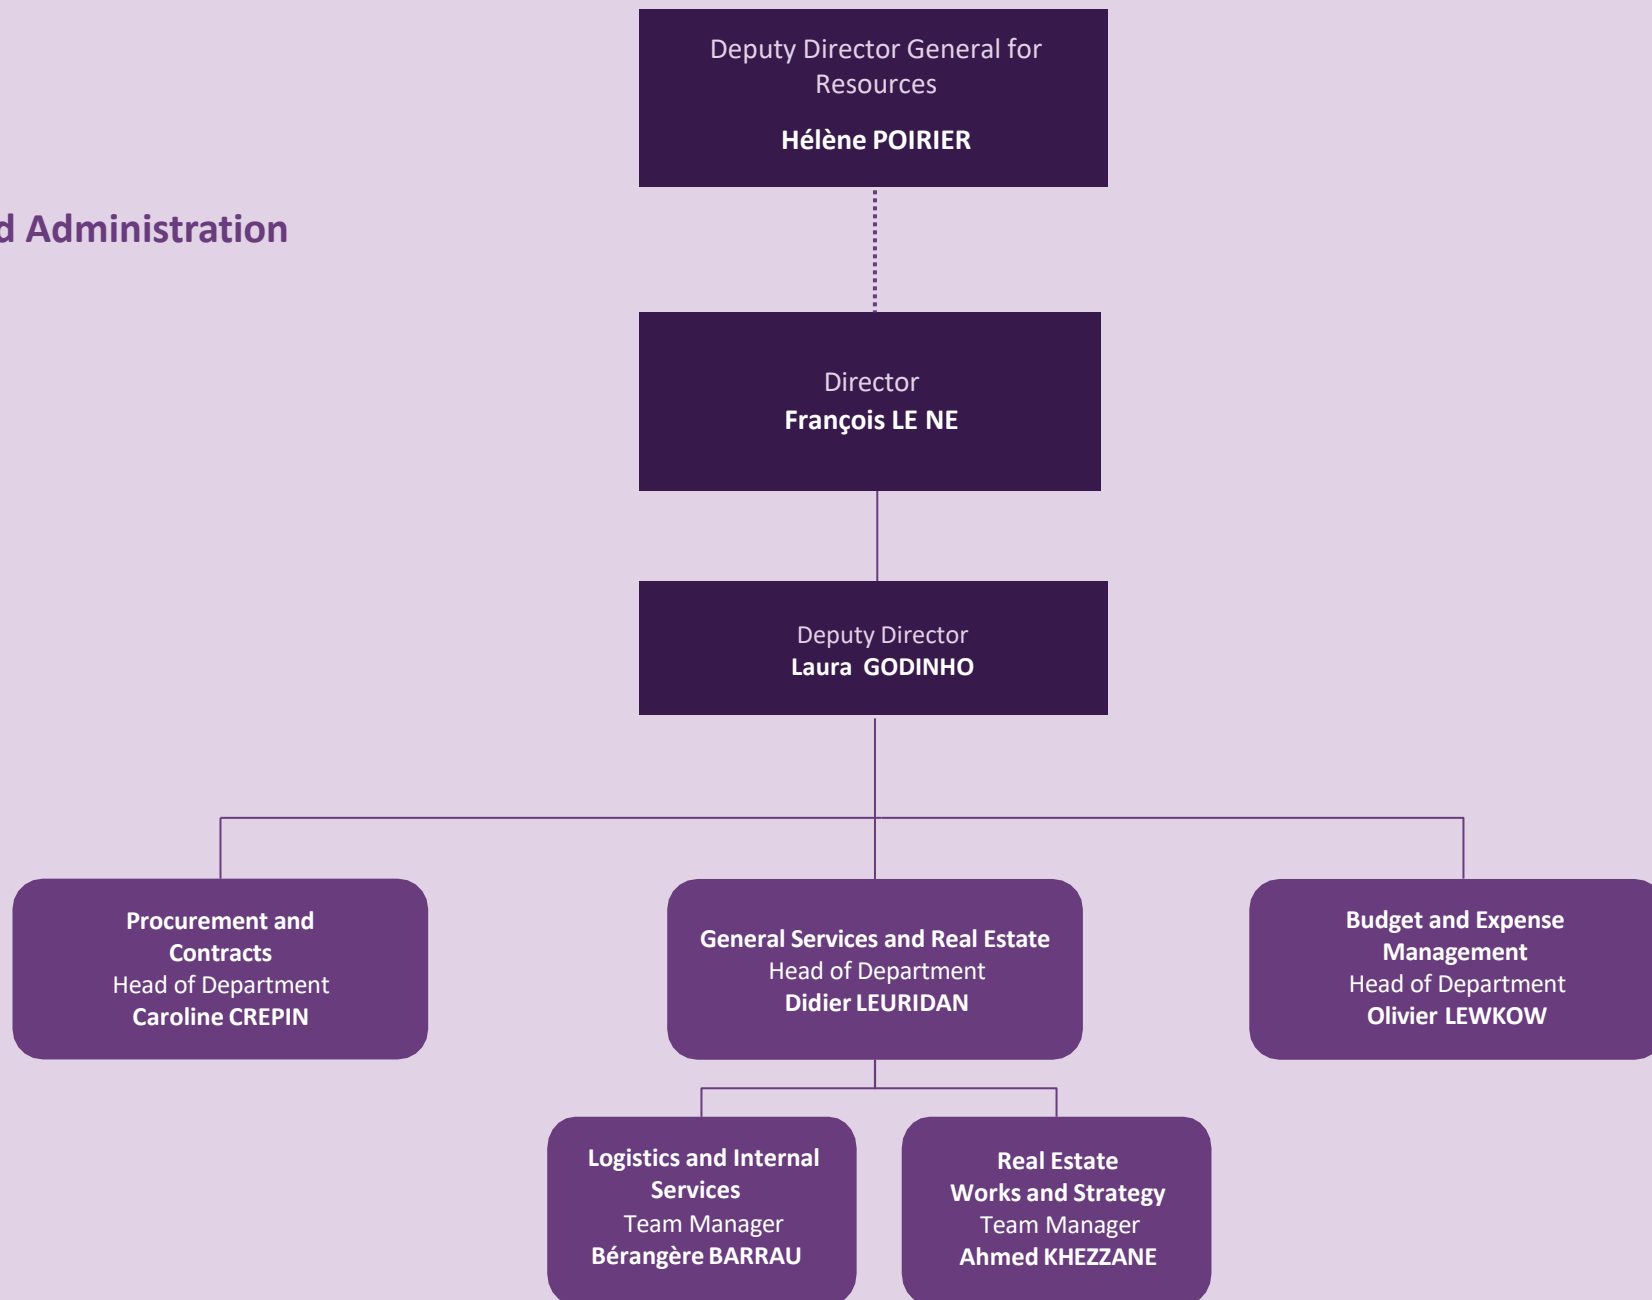 Deputy Director General for
Resources
Hélène POIRIER
d Administration
Director
François LE NE
Deputy Director
Laura GODINHO
Procurement and
Contracts
Head of Department
Caroline CREPIN
General Services and Real Estate
Head of Department
Didier LEURIDAN
Budget and Expense
Management
Head of Department
Olivier LEWKOW
Logistics and Internal
Services
Team Manager
Bérangère BARRAU
Real Estate
Works and Strategy
Team Manager
Ahmed KHEZZANE